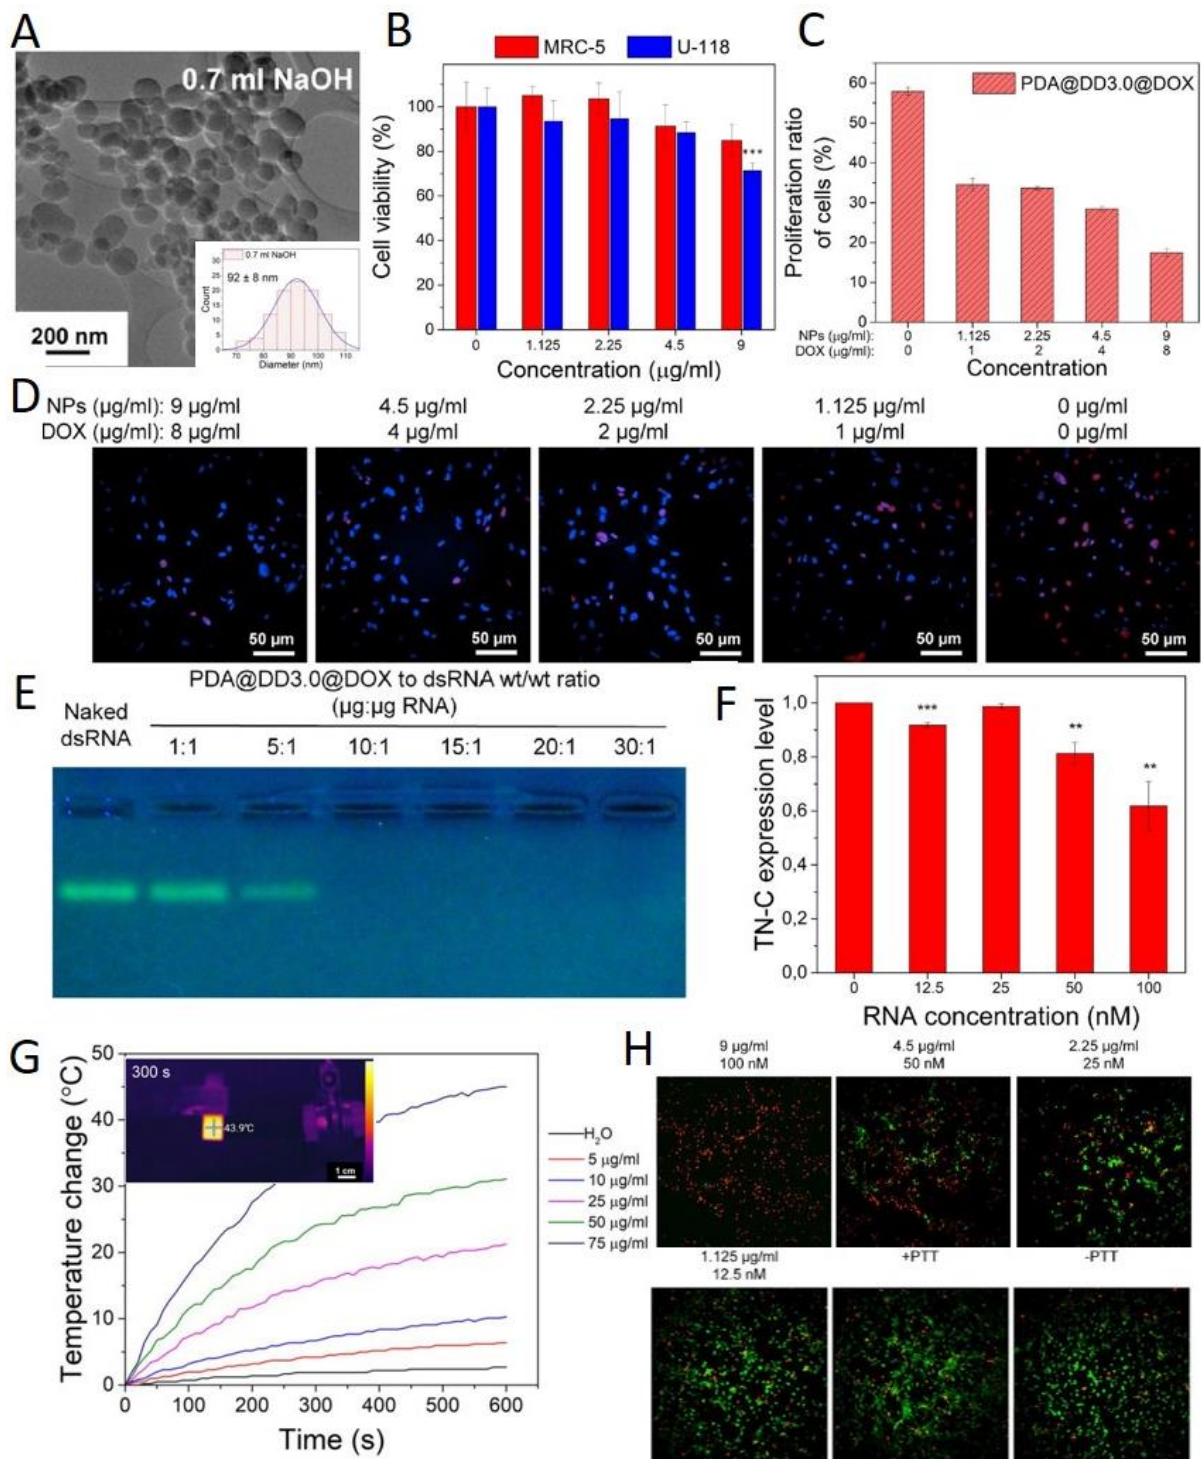 A
0.7 ml NaOH
200 nm
0.7 ml NaOH
92 ± 8 nm
Count
30
25
20
15
10
5
0
70 80 90 100 110
Diameter (nm)
B
MRC-5 U-118
Cell viability (%)
100
80
60
40
20
0
***
0 1.125 2.25 4.5 9
Concentration (μg/ml)
C
PDA@DD3.0@DOX
Proliferation ratio
of cells (%)
60
50
40
30
20
10
0
NPs (μg/ml): 0 1.125 2.25 4.5 9
DOX (μg/ml): 0 1 2 4 8
Concentration
D
NPs (μg/ml): 9 μg/ml 4.5 μg/ml 2.25 μg/ml 1.125 μg/ml 0 μg/ml
DOX (μg/ml): 8 μg/ml 4 μg/ml 2 μg/ml 1 μg/ml 0 μg/ml
50 μm 50 μm 50 μm 50 μm 50 μm
E
PDA@DD3.0@DOX to dsRNA wt/wt ratio
(μg:μg RNA)
Naked
dsRNA
1:1 5:1 10:1 15:1 20:1 30:1
F
TN-C expression level
1,0
0,8
0,6
0,4
0,2
0,0
*** ** **
0 12.5 25 50 100
RNA concentration (nM)
G
Temperature change (°C)
50
40
30
20
10
0
300 s
43.9°C
1 cm
H2O
5 μg/ml
10 μg/ml
25 μg/ml
50 μg/ml
75 μg/ml
0 100 200 300 400 500 600
Time (s)
H
9 μg/ml 4.5 μg/ml 2.25 μg/ml
100 nM 50 nM 25 nM
1.125 μg/ml +PTT -PTT
12.5 nM